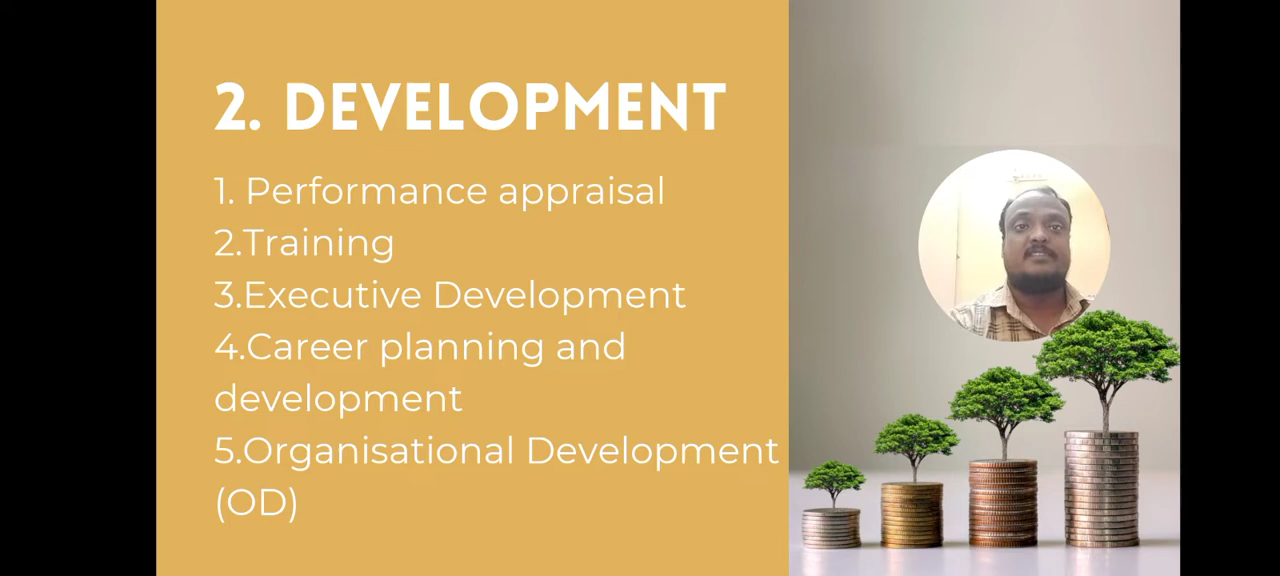 2. DEVELOPMENT
1. Performance appraisal
2.Training
3.Executive Development
4.Career planning and
development
5.Organisational Development
(OD)